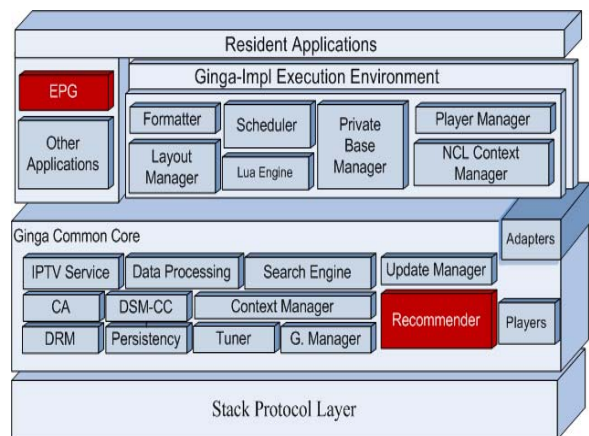 Resident Applications
EPG
Other
Applications
Ginga-Impl Execution Environment
Formatter
Scheduler
Private
Base
Manager
Player Manager
Layout
Manager
Lua Engine
NCL Context
Manager
Ginga Common Core
Adapters
IPTV Service
Data Processing
Search Engine
Update Manager
CA
DSM-CC
Context Manager
Recommender
Players
DRM
Persistency
Tuner
G. Manager
Stack Protocol Layer